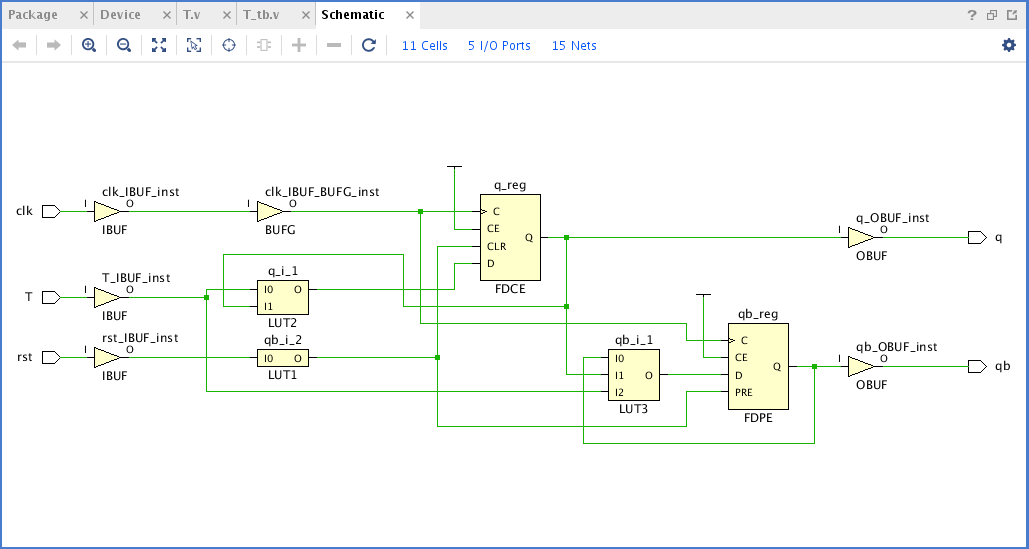 Package × Device × T.v × T_tb.v × Schematic ×
?
11 Cells 5 I/O Ports 15 Nets
clk I clk_IBUF_inst O IBUF
I clk_IBUF_BUFG_inst O BUFG
q_reg C CE CLR D Q FDCE
I q_OBUF_inst O OBUF q
T I T_IBUF_inst O IBUF
q_i_1 I0 I1 O LUT2
rst I rst_IBUF_inst O IBUF
qb_i_2 I0 O LUT1
qb_i_1 I0 I1 I2 O LUT3
qb_reg C CE D PRE Q FDPE
I qb_OBUF_inst O OBUF qb